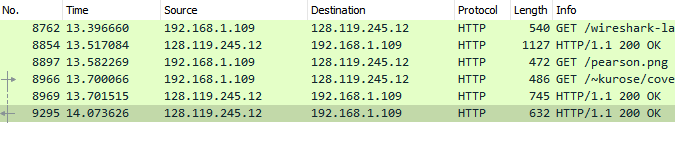 No. Time Source Destination Protocol Length Info
8762 13.396660 192.168.1.109 128.119.245.12 HTTP 540 GET /wireshark-la
8854 13.517084 128.119.245.12 192.168.1.109 HTTP 1127 HTTP/1.1 200 OK
8897 13.582269 192.168.1.109 128.119.245.12 HTTP 472 GET /pearson.png
8966 13.700066 192.168.1.109 128.119.245.12 HTTP 486 GET /~kurose/cove
8969 13.701515 128.119.245.12 192.168.1.109 HTTP 745 HTTP/1.1 200 OK
9295 14.073626 128.119.245.12 192.168.1.109 HTTP 632 HTTP/1.1 200 OK